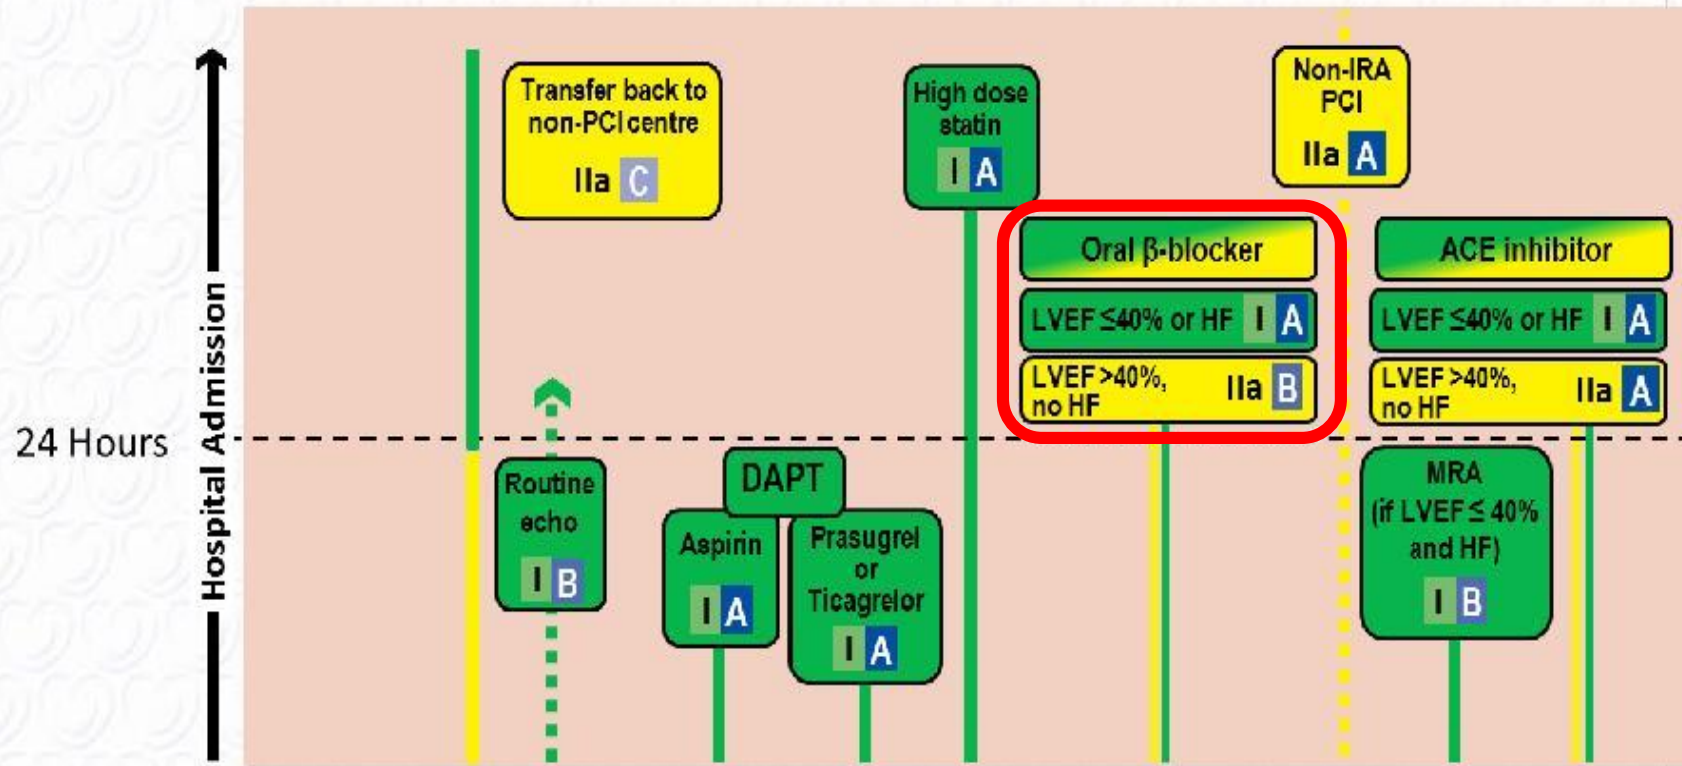 Hospital Admission
24 Hours
Transfer back to
non-PCI centre
IIa C
High dose
statin
I A
Non-IRA
PCI
IIa A
Oral β-blocker
LVEF ≤40% or HF I A
LVEF >40%,
no HF IIa B
ACE inhibitor
LVEF ≤40% or HF I A
LVEF >40%,
no HF IIa A
Routine
echo
I B
DAPT
Aspirin
I A
Prasugrel
or
Ticagrelor
I A
MRA
(if LVEF ≤ 40%
and HF)
I B